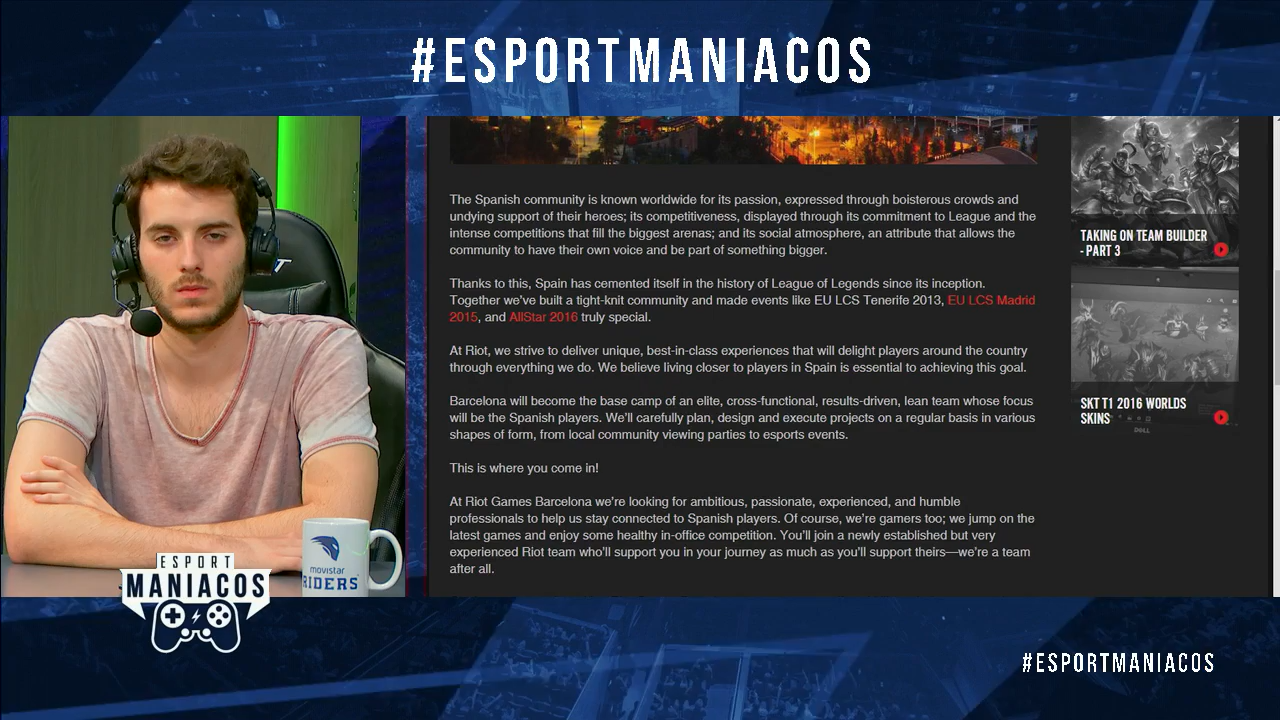 #ESPORTMANIACOS
The Spanish community is known worldwide for its passion, expressed through boisterous crowds and
undying support of their heroes; its competitiveness, displayed through its commitment to League and the
intense competitions that fill the biggest arenas; and its social atmosphere, an attribute that allows the
community to have their own voice and be part of something bigger.
Thanks to this, Spain has cemented itself in the history of League of Legends since its inception.
Together we've built a tight-knit community and made events like EU LCS Tenerife 2013, EU LCS Madrid
2015, and AllStar 2016 truly special.
At Riot, we strive to deliver unique, best-in-class experiences that will delight players around the country
through everything we do. We believe living closer to players in Spain is essential to achieving this goal.
Barcelona will become the base camp of an elite, cross-functional, results-driven, lean team whose focus
will be the Spanish players. We'll carefully plan, design and execute projects on a regular basis in various
shapes of form, from local community viewing parties to esports events.
This is where you come in!
At Riot Games Barcelona we're looking for ambitious, passionate, experienced, and humble
professionals to help us stay connected to Spanish players. Of course, we're gamers too; we jump on the
latest games and enjoy some healthy in-office competition. You'll join a newly established but very
experienced Riot team who'll support you in your journey as much as you'll support theirs—we're a team
after all.
TAKING ON TEAM BUILDER
- PART 3
SKT T1 2016 WORLDS
SKINS
DELL
movistar
RIDERS
ESPORT
MANIACOS
#ESPORTMANIACOS